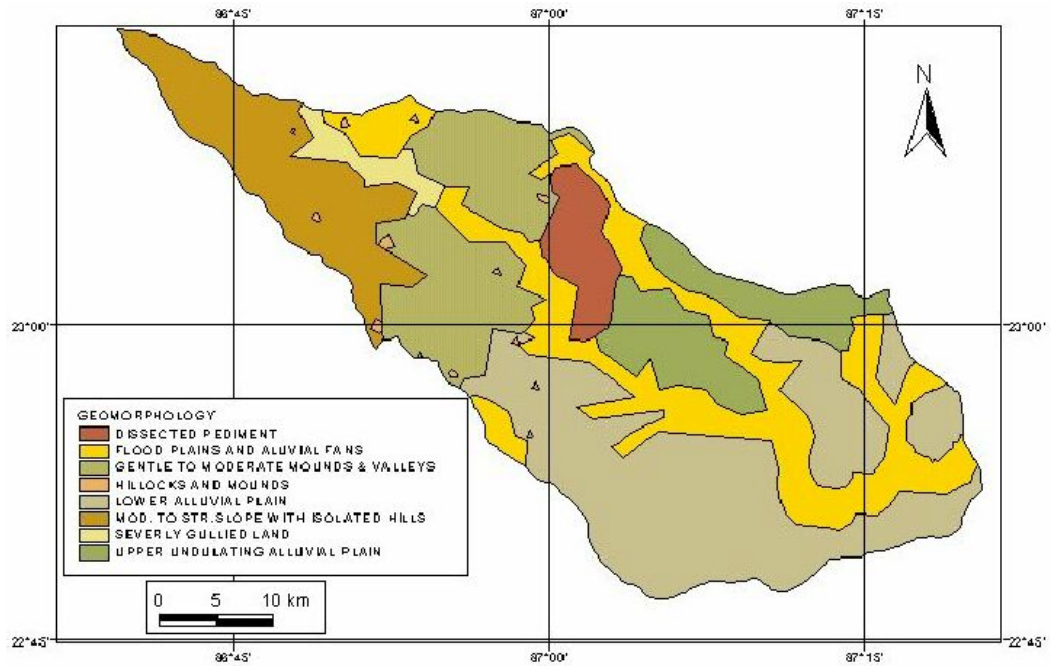 86°45' 87°00' 87°15'
N
23°00' 23°00'
GEOMORPHOLOGY
DISSECTED PEDIMENT
FLOOD PLAINS AND ALUVIAL FANS
GENTLE TO MODERATE MOUNDS & VALLEYS
HILLOCKS AND MOUNDS
LOWER ALLUVIAL PLAIN
MOD. TO STR.SLOPE WITH ISOLATED HILLS
SEVERLY GULLIED LAND
UPPER UNDULATING ALLUVIAL PLAIN
0 5 10 km
22°45' 22°45'
86°45' 87°00' 87°15'